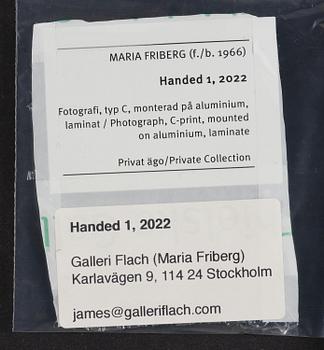 MARIA FRIBERG (f./b. 1966)
Handed 1, 2022
Fotografi, typ C, monterad på aluminium,
laminat / Photograph, C-print, mounted
on aluminium, laminate
Privat ägo/Private Collection
Handed 1, 2022
Galleri Flach (Maria Friberg)
Karlavägen 9, 114 24 Stockholm
james@galleriflach.com